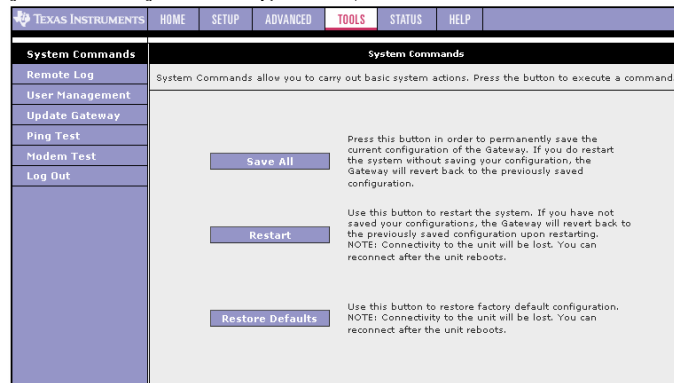 TEXAS INSTRUMENTS HOME SETUP ADVANCED TOOLS STATUS HELP
System Commands
Remote Log
User Management
Update Gateway
Ping Test
Modem Test
Log Out
System Commands
System Commands allow you to carry out basic system actions. Press the button to execute a command
Save All
Press this button in order to permanently save the
current configuration of the Gateway. If you do restart
the system without saving your configuration, the
Gateway will revert back to the previously saved
configuration.
Restart
Use this button to restart the system. If you have not
saved your configurations, the Gateway will revert back to
the previously saved configuration upon restarting.
NOTE: Connectivity to the unit will be lost. You can
reconnect after the unit reboots.
Restore Defaults
Use this button to restore factory default configuration.
NOTE: Connectivity to the unit will be lost. You can
reconnect after the unit reboots.